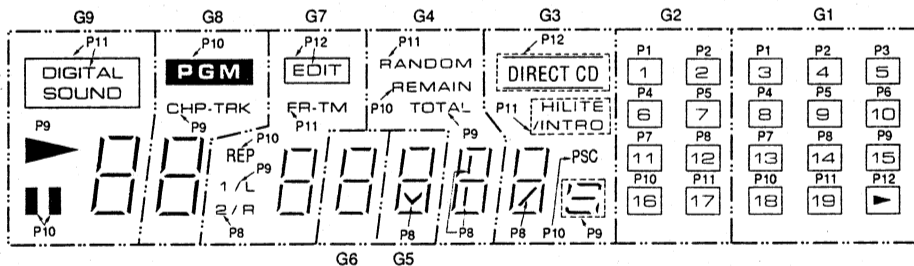 G9 G8 G7 G4 G3 G2 G1
P11 P10 P12 P11 P12
DIGITAL SOUND
PGM
EDIT
RANDOM
REMAIN
P10 TOTAL
DIRECT CD
CHP-TRK
P9
FR-TM
P11
P11 HILITE /INTRO
P1 P2 P1 P2 P3
1 2 3 4 5
P4 P5 P4 P5 P6
6 7 8 9 10
P7 P8 P7 P8 P9
11 12 13 14 15
P10 P11 P10 P11 P12
16 17 18 19
P9
P10
REP P10
1 / L P9
2 / R
P8
P9
PSC
P8 P8 P8 P10 P9
P10
G6 G5